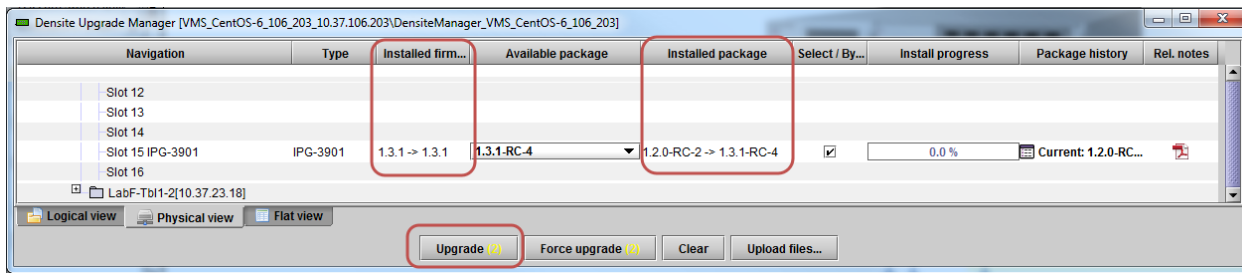 Densite Upgrade Manager [VMS_CentOS-6_106_203_10.37.106.203\DensiteManager_VMS_CentOS-6_106_203]
Navigation Type Installed firm... Available package Installed package Select / By... Install progress Package history Rel. notes
Slot 12
Slot 13
Slot 14
Slot 15 IPG-3901 IPG-3901 1.3.1 -> 1.3.1 1.3.1-RC-4 1.2.0-RC-2 -> 1.3.1-RC-4 0.0 % Current: 1.2.0-RC...
Slot 16
LabF-Tbl1-2[10.37.23.18]
Logical view Physical view Flat view
Upgrade (2) Force upgrade (2) Clear Upload files...